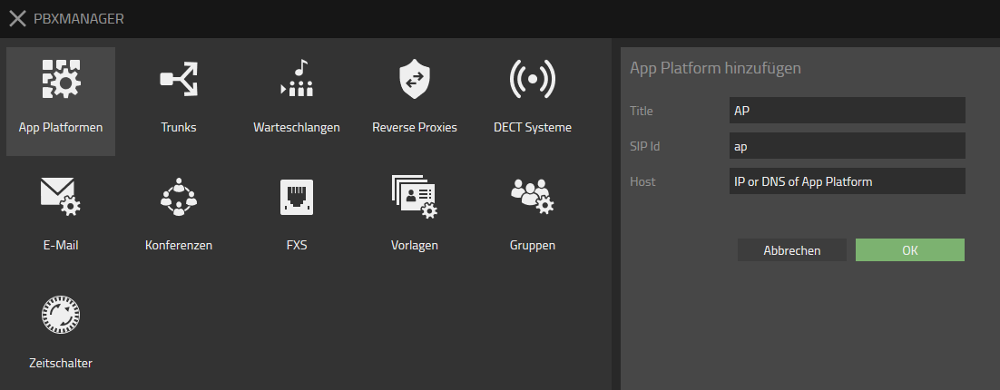 PBXMANAGER
App Platformen
Trunks
Warteschlangen
Reverse Proxies
DECT Systeme
E-Mail
Konferenzen
FXS
Vorlagen
Gruppen
Zeitschalter
App Platform hinzufügen
Title AP
SIP Id ap
Host IP or DNS of App Platform
Abbrechen OK